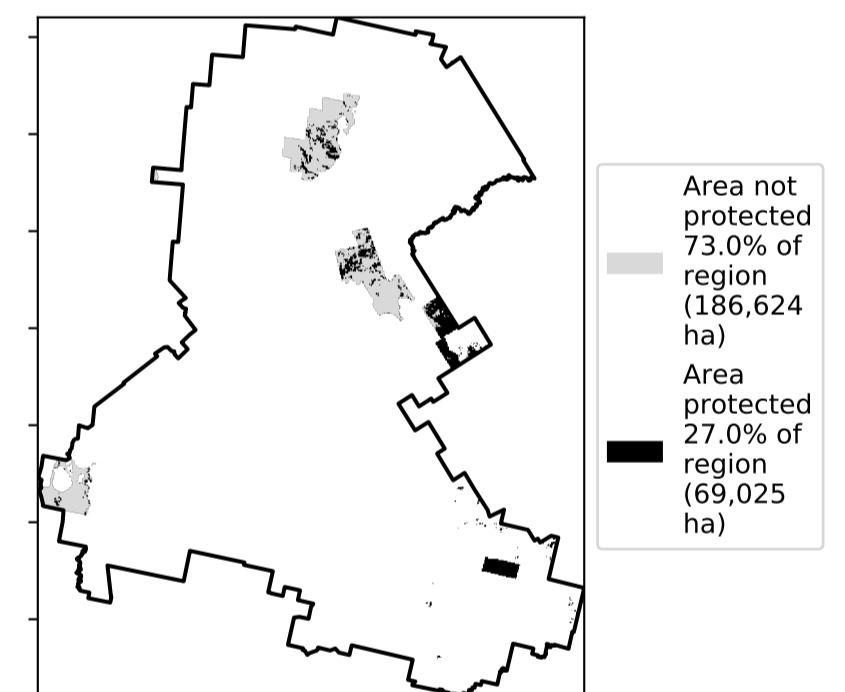 Area not
protected
73.0% of
region
(186,624
ha)
Area
protected
27.0% of
region
(69,025
ha)